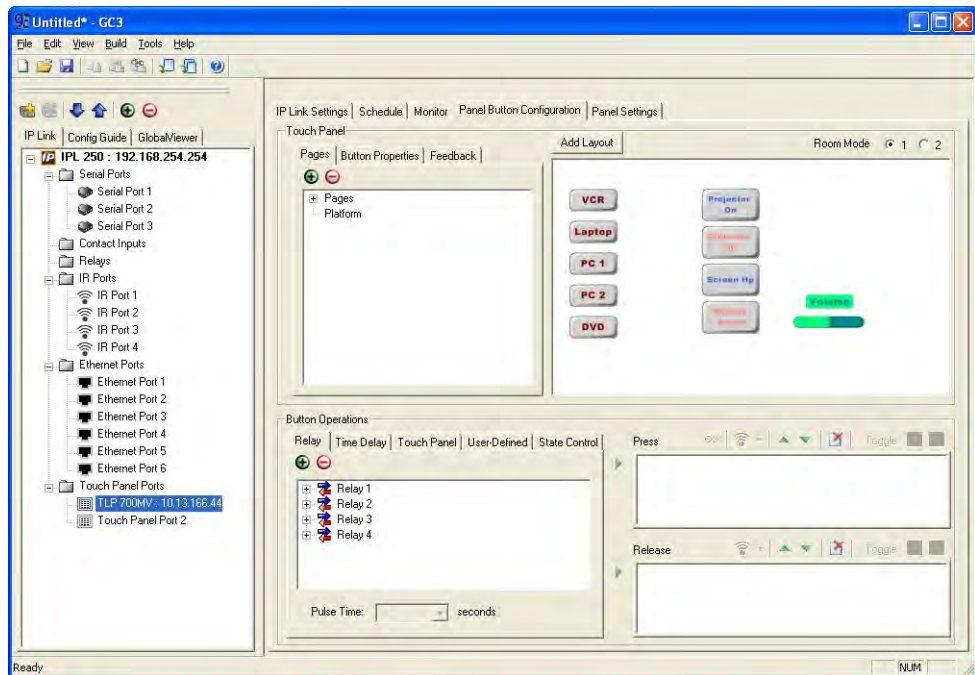 Untitled* - GC3
File Edit View Build Tools Help
IP Link Config Guide GlobalViewer
IPL 250 : 192.168.254.254
Serial Ports
Serial Port 1
Serial Port 2
Serial Port 3
Contact Inputs
Relays
IR Ports
IR Port 1
IR Port 2
IR Port 3
IR Port 4
Ethernet Ports
Ethernet Port 1
Ethernet Port 2
Ethernet Port 3
Ethernet Port 4
Ethernet Port 5
Ethernet Port 6
Touch Panel Ports
TLP 700MV : 10.13.166.44
Touch Panel Port 2
IP Link Settings Schedule Monitor Panel Button Configuration Panel Settings
Touch Panel
Pages Button Properties Feedback
Pages
Platform
Add Layout
Room Mode 1 2
VCR
Laptop
PC 1
PC 2
DVD
Projector On
Screen Up
Volume
Button Operations
Relay Time Delay Touch Panel User-Defined State Control
Relay 1
Relay 2
Relay 3
Relay 4
Pulse Time: seconds
Press Toggle
Release Toggle
Ready NUM